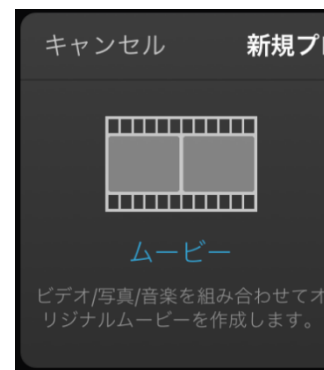 キャンセル 新規プ
ムービー
ビデオ/写真/音楽を組み合わせてオ
リジナルムービーを作成します。